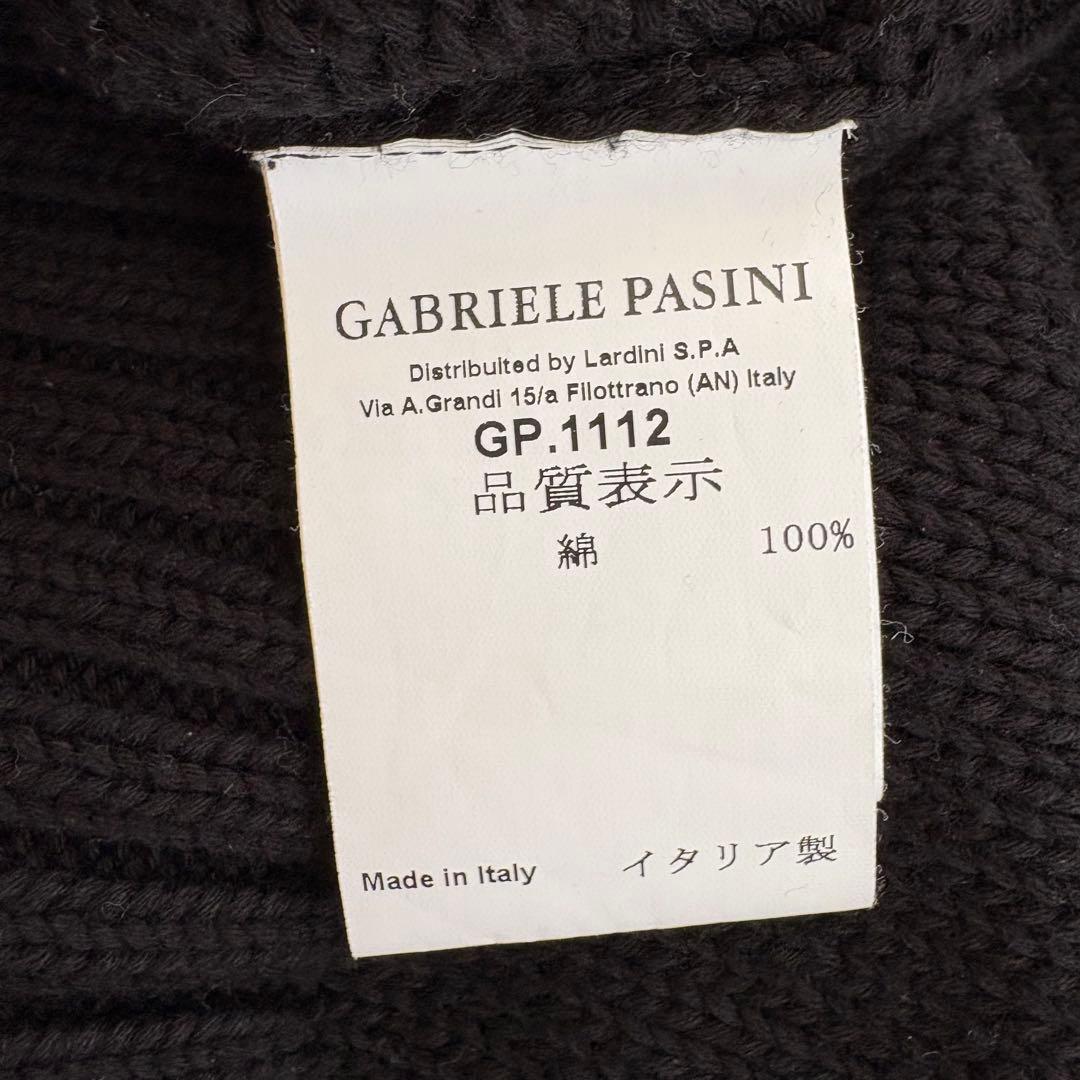 GABRIELE PASINI
Distribuited by Lardini S.P.A
Via A.Grandi 15/a Filottrano (AN) Italy
GP.1112
品質表示
綿 100%
Made in Italy イタリア製